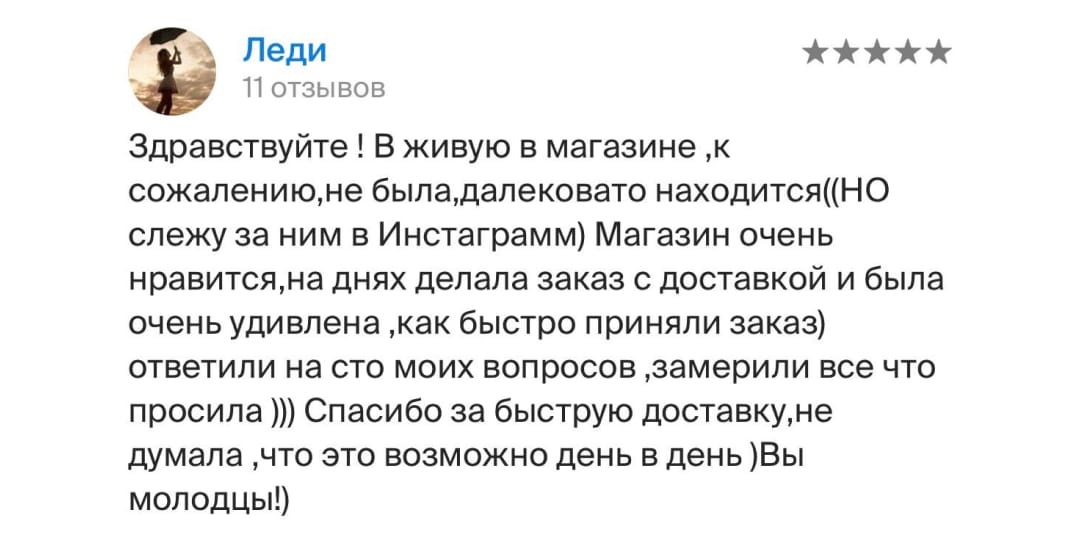 Леди
11 отзывов
Здравствуйте ! В живую в магазине ,к
сожалению,не была,далековато находится((НО
слежу за ним в Инстаграмм) Магазин очень
нравится,на днях делала заказ с доставкой и была
очень удивлена ,как быстро приняли заказ)
ответили на сто моих вопросов ,замерили все что
просила ))) Спасибо за быструю доставку,не
думала ,что это возможно день в день )Вы
молодцы!)